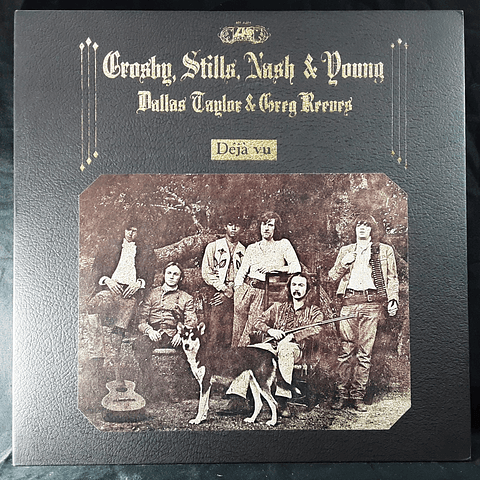 Crosby, Stills, Nash & Young
Dallas Taylor & Greg Reeves
Déjà vu